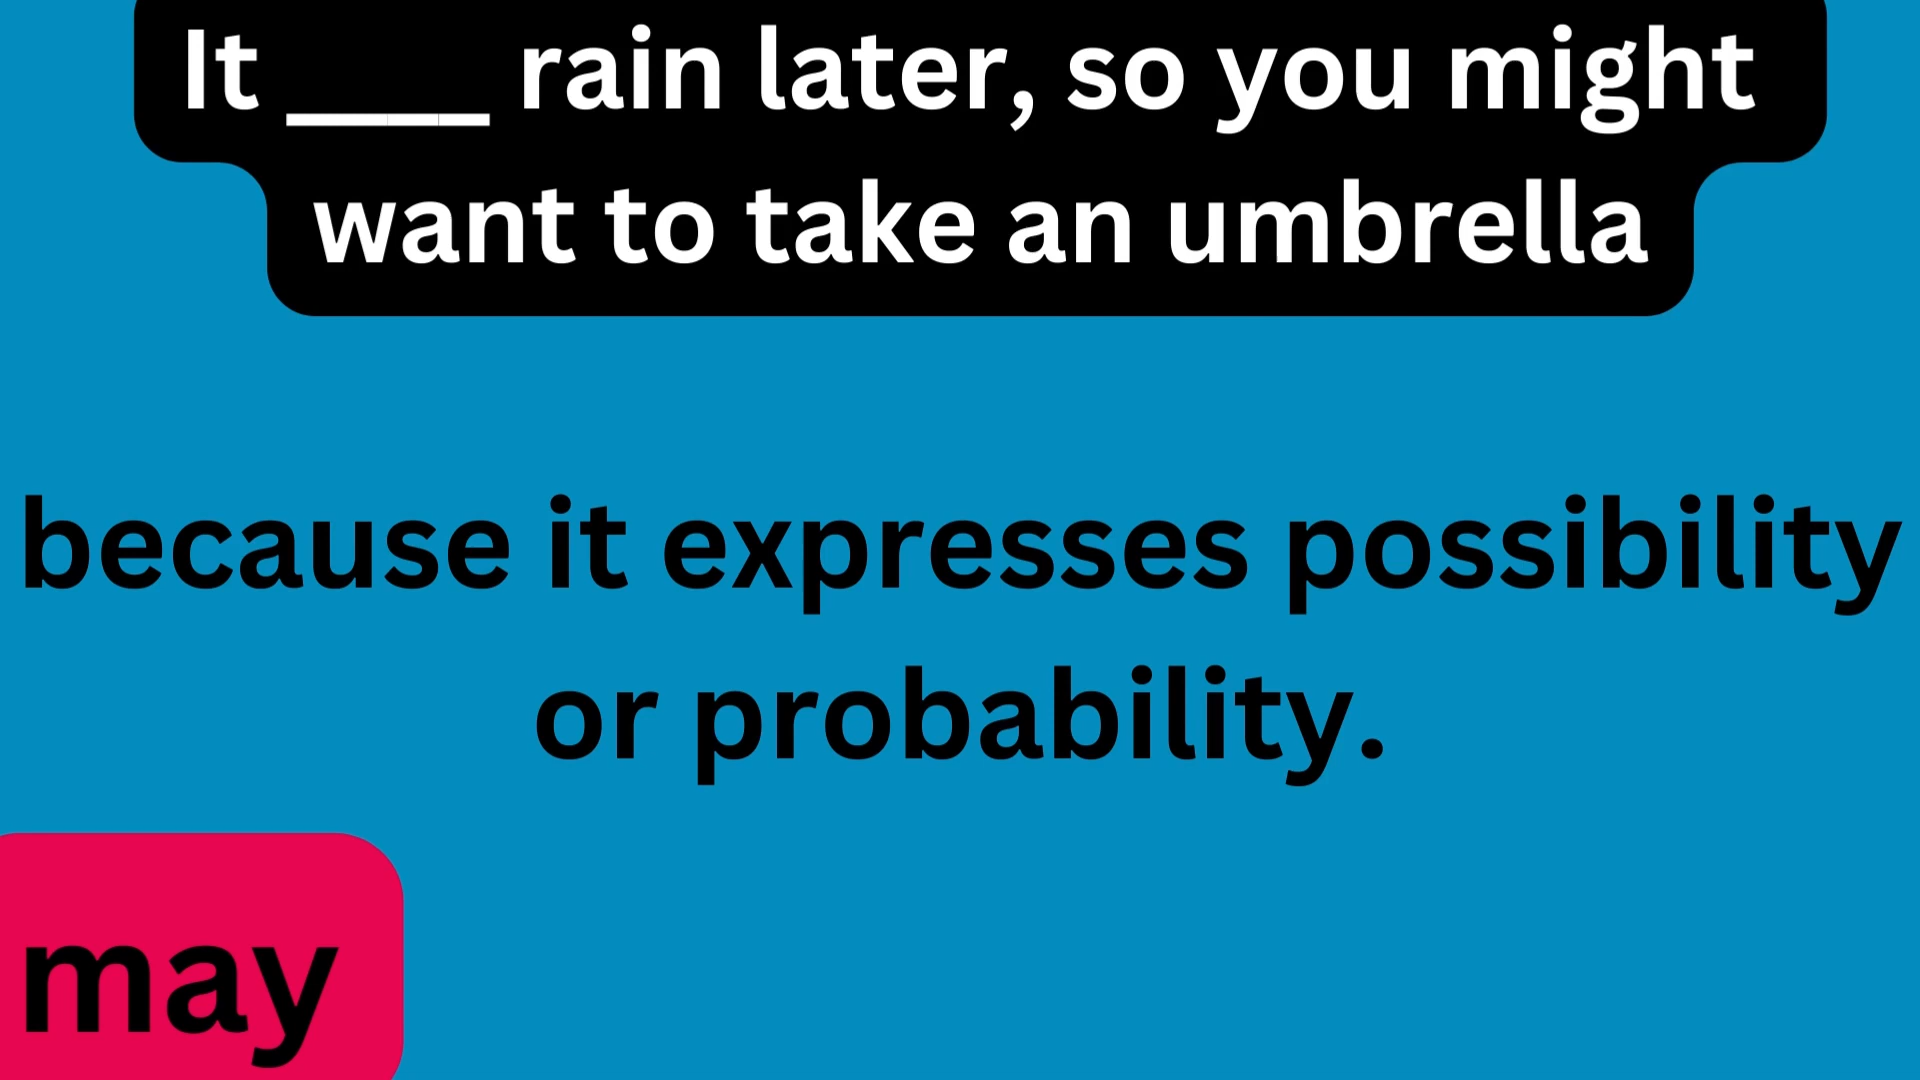 It ____ rain later, so you might
want to take an umbrella
because it expresses possibility
or probability.
may